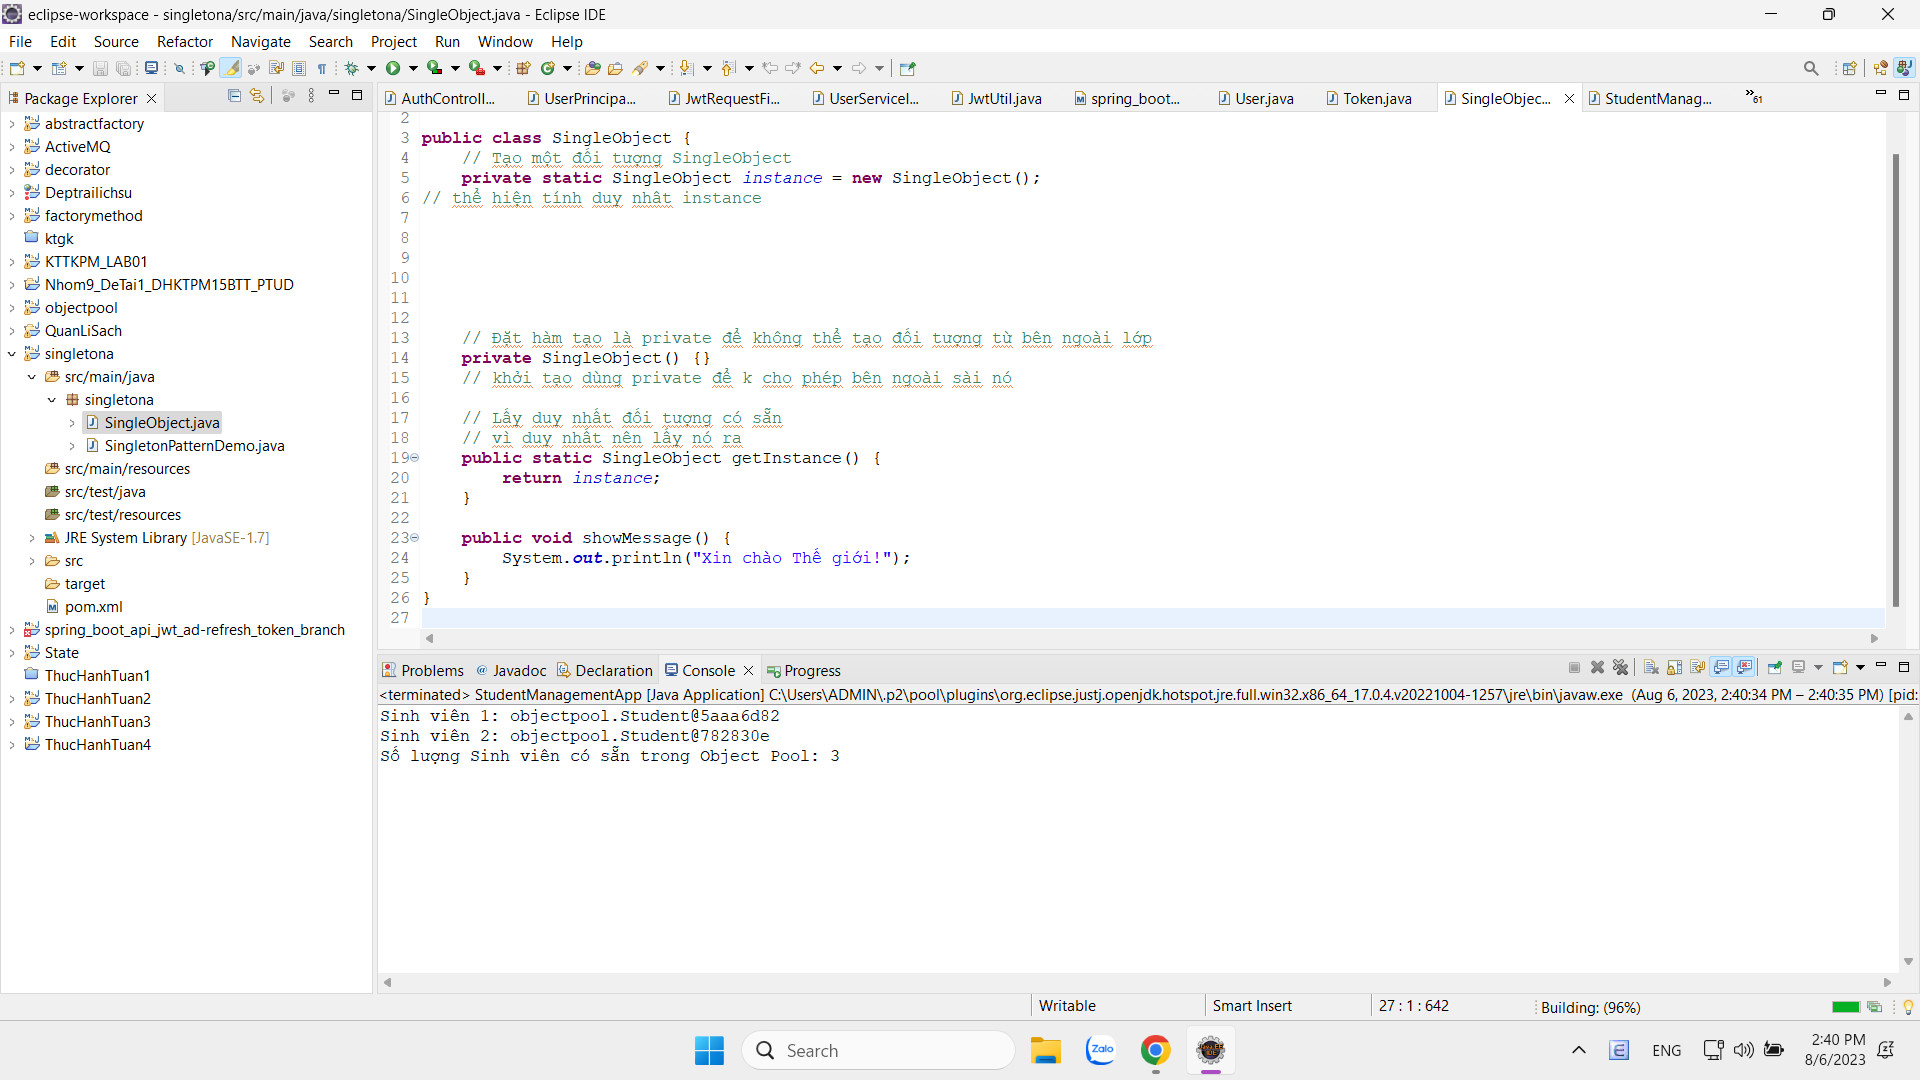 eclipse-workspace - singletona/src/main/java/singletona/SingleObject.java - Eclipse IDE
File Edit Source Refactor Navigate Search Project Run Window Help
Package Explorer
abstractfactory
ActiveMQ
decorator
Deptrailichsu
factorymethod
ktgk
KTTKPM_LAB01
Nhom9_DeTai1_DHKTPM15BTT_PTUD
objectpool
QuanLiSach
singletona
src/main/java
singletona
SingleObject.java
SingletonPatternDemo.java
src/main/resources
src/test/java
src/test/resources
JRE System Library [JavaSE-1.7]
src
target
pom.xml
spring_boot_api_jwt_ad-refresh_token_branch
State
ThucHanhTuan1
ThucHanhTuan2
ThucHanhTuan3
ThucHanhTuan4
AuthControll... UserPrincipa... JwtRequestFi... UserServiceI... JwtUtil.java spring_boot... User.java Token.java SingleObjec... StudentManag... »61
2
3 public class SingleObject {
4 // Tạo một đối tượng SingleObject
5 private static SingleObject instance = new SingleObject();
6 // thể hiện tính duy nhât instance
7
8
9
10
11
12
13 // Đặt hàm tạo là private để không thể tạo đối tượng từ bên ngoài lớp
14 private SingleObject() {}
15 // khởi tạo dùng private để k cho phép bên ngoài sài nó
16
17 // Lấy duy nhất đối tượng có sẵn
18 // vì duy nhât nên lấy nó ra
19 public static SingleObject getInstance() {
20 return instance;
21 }
22
23 public void showMessage() {
24 System.out.println("Xin chào Thế giới!");
25 }
26 }
27
Problems @ Javadoc Declaration Console Progress
<terminated> StudentManagementApp [Java Application] C:\Users\ADMIN\.p2\pool\plugins\org.eclipse.justj.openjdk.hotspot.jre.full.win32.x86_64_17.0.4.v20221004-1257\jre\bin\javaw.exe (Aug 6, 2023, 2:40:34 PM – 2:40:35 PM) [pid:
Sinh viên 1: objectpool.Student@5aaa6d82
Sinh viên 2: objectpool.Student@782830e
Số lượng Sinh viên có sẵn trong Object Pool: 3
Writable Smart Insert 27 : 1 : 642 Building: (96%)
Search Zalo ENG 2:40 PM
8/6/2023